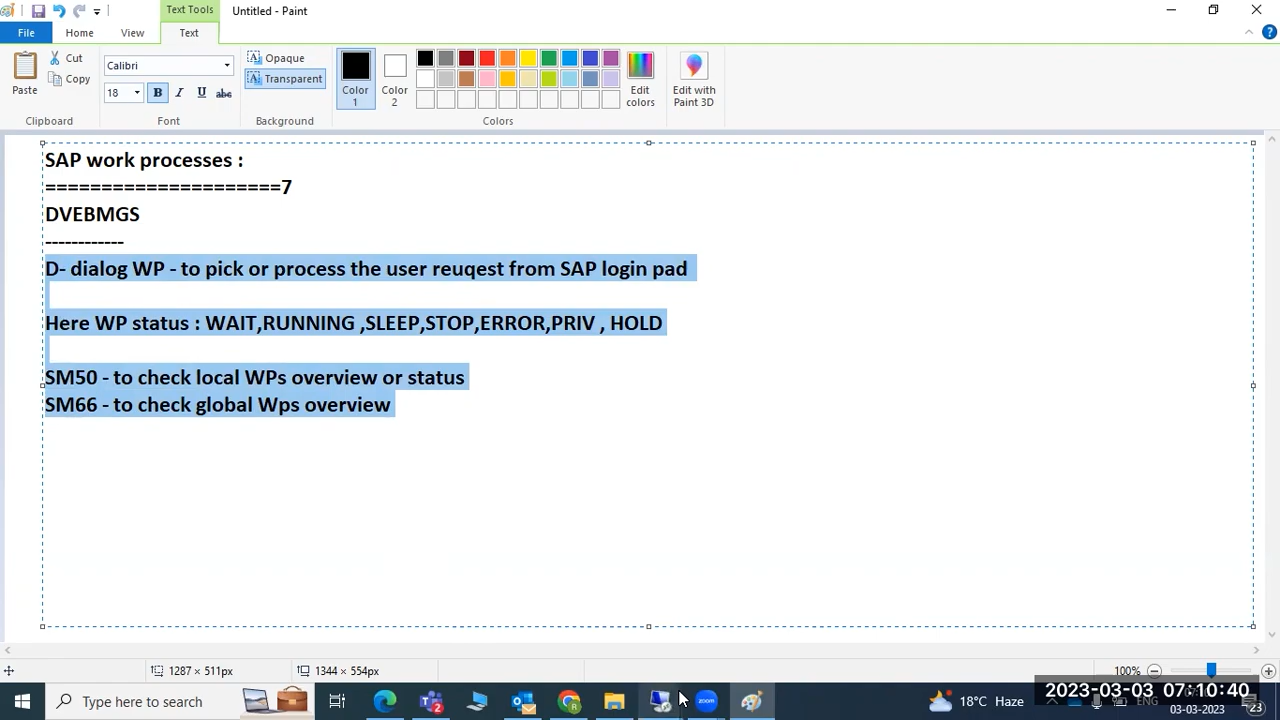 Text Tools
Untitled - Paint
File
Home
View
Text
Paste
Cut
Copy
Calibri
18
B
I
U
abc
Opaque
Transparent
Color 1
Color 2
Edit colors
Edit with Paint 3D
Clipboard
Font
Background
Colors
SAP work processes :
=====================7
DVEBMGS
------------
D- dialog WP - to pick or process the user reuqest from SAP login pad
Here WP status : WAIT,RUNNING ,SLEEP,STOP,ERROR,PRIV , HOLD
SM50 - to check local WPs overview or status
SM66 - to check global Wps overview
1287 × 511px
1344 × 554px
100%
Type here to search
zoom
18°C Haze
2023-03-03 07:10:40
ENG
03-03-2023
23